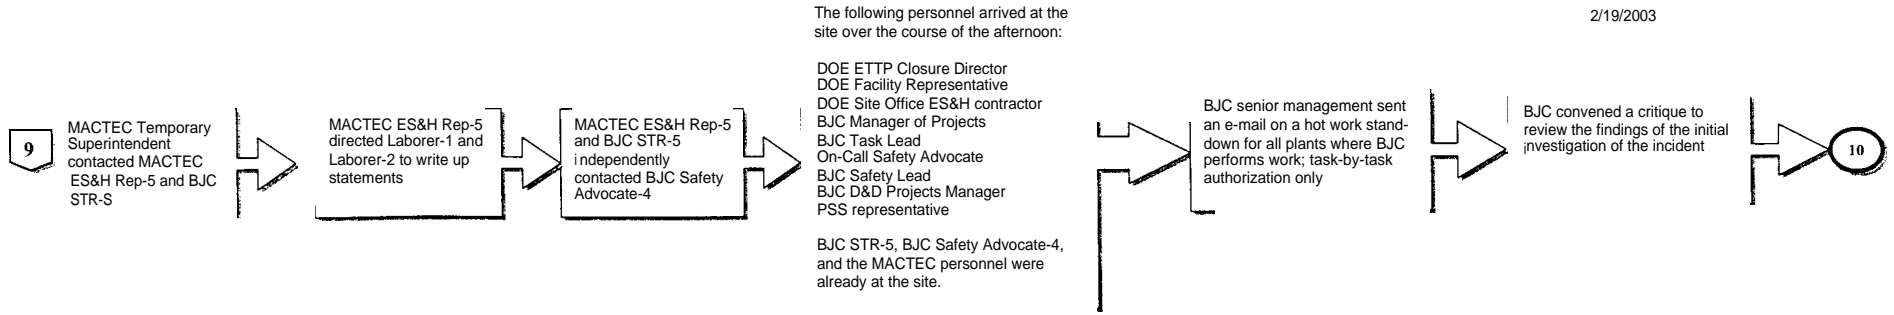 9
MACTEC Temporary
Superintendent
contacted MACTEC
ES&H Rep-5 and BJC
STR-S
MACTEC ES&H Rep-5
directed Laborer-1 and
Laborer-2 to write up
statements
MACTEC ES&H Rep-5
and BJC STR-5
independently
contacted BJC Safety
Advocate-4
The following personnel arrived at the
site over the course of the afternoon:
DOE ETTP Closure Director
DOE Facility Representative
DOE Site Office ES&H contractor
BJC Manager of Projects
BJC Task Lead
On-Call Safety Advocate
BJC Safety Lead
BJC D&D Projects Manager
PSS representative
BJC STR-5, BJC Safety Advocate-4,
and the MACTEC personnel were
already at the site.
BJC senior management sent
an e-mail on a hot work stand-
down for all plants where BJC
performs work; task-by-task
authorization only
2/19/2003
BJC convened a critique to
review the findings of the initial
investigation of the incident
10